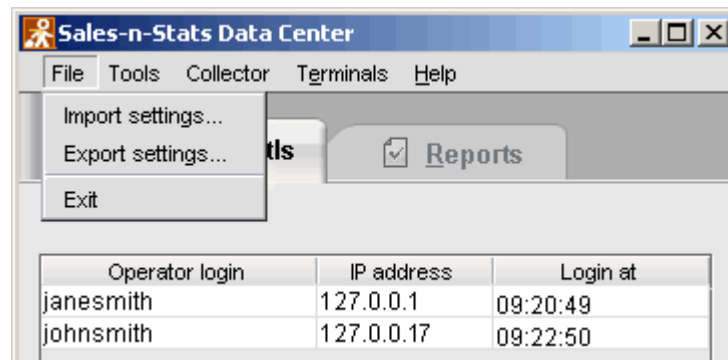 Sales-n-Stats Data Center
File Tools Collector Terminals Help
Import settings...
Export settings... Reports
Exit
Operator login IP address Login at
janesmith 127.0.0.1 09:20:49
johnsmith 127.0.0.17 09:22:50